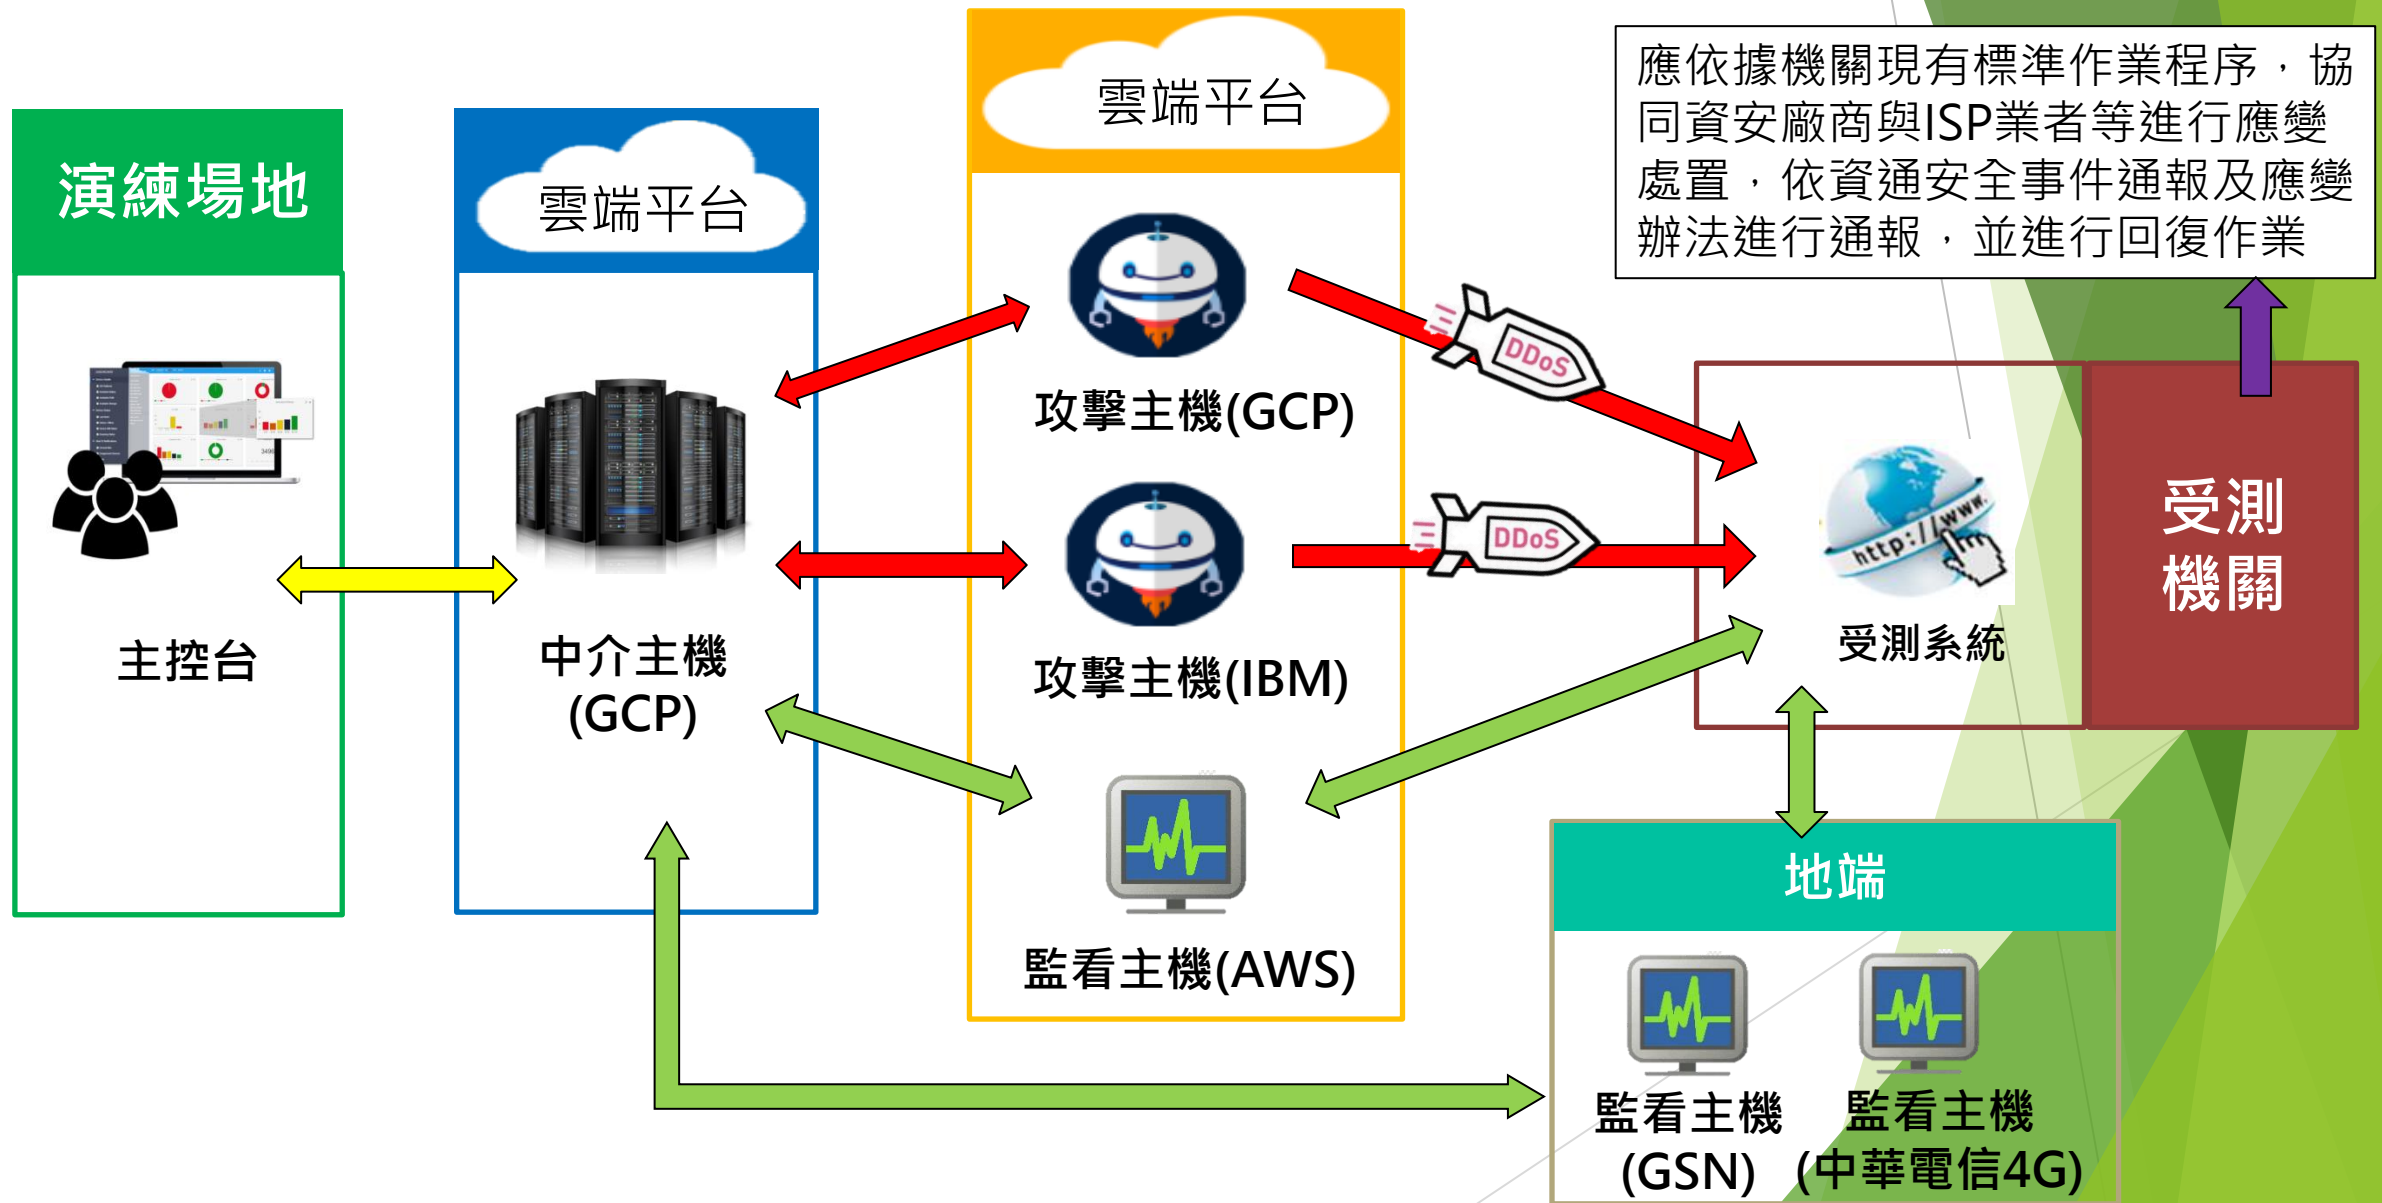 演練場地
主控台
雲端平台
中介主機
(GCP)
雲端平台
攻擊主機(GCP)
攻擊主機(IBM)
監看主機(AWS)
DDoS
DDoS
應依據機關現有標準作業程序，協
同資安廠商與ISP業者等進行應變
處置，依資通安全事件通報及應變
辦法進行通報，並進行回復作業
http://www.
受測系統
受測
機關
地端
監看主機
(GSN)
監看主機
(中華電信4G)